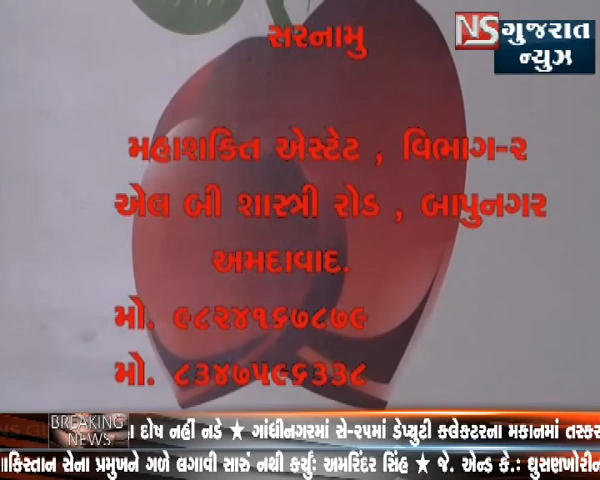 સરનામુ
NS ગુજરાત
ન્યુઝ
મહાશકિત એસ્ટેટ , વિભાગ-૨
એલ બી શાસ્ત્રી રોડ , બાપુનગર
અમદાવાદ.
મો. ૯૮૨૪૧૬૭૮૭૯
મો. ૮૩૪૭૫૯૬૩૩૮
BREAKING
NEWS
દોષ નહીં નડે ★ ગાંધીનગરમાં સે-૨૫માં ડેપ્યુટી કલેકટરના મકાનમાં તસ્કર
પાકિસ્તાન સેના પ્રમુખને ગળે લગાવી સારું નથી કર્યુંઃ અમરિંદર સિંહ ★ જે. એન્ડ કે.: ઘુસણખોરીન